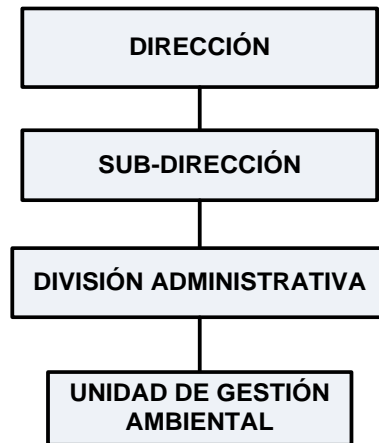 DIRECCIÓN
SUB-DIRECCIÓN
DIVISIÓN ADMINISTRATIVA
UNIDAD DE GESTIÓN
AMBIENTAL